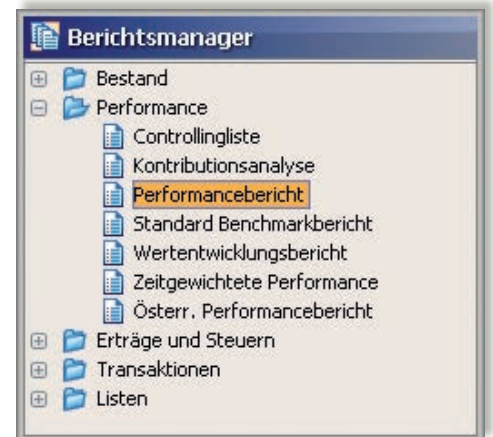 Berichtsmanager
Bestand
Performance
Controllingliste
Kontributionsanalyse
Performancebericht
Standard Benchmarkbericht
Wertentwicklungsbericht
Zeitgewichtete Performance
Österr. Performancebericht
Erträge und Steuern
Transaktionen
Listen